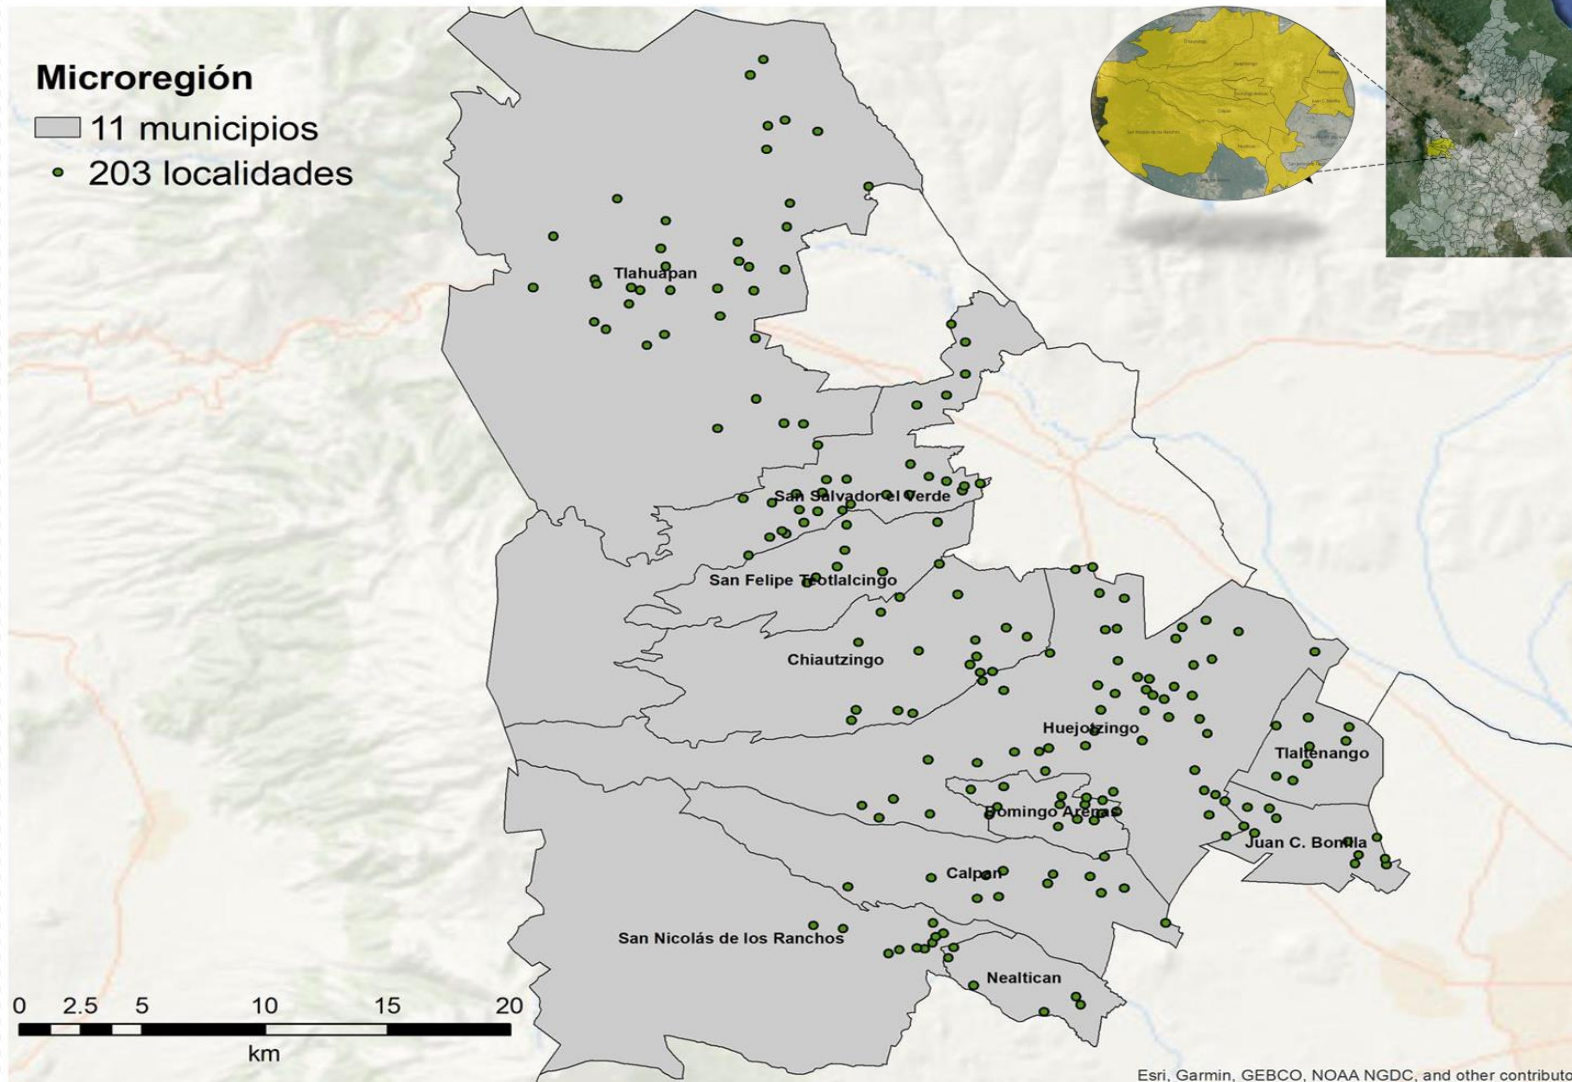 Microregión
11 municipios
203 localidades
Tlahuapan
San Salvador el Verde
San Felipe Teotlalcingo
Chiautzingo
Huejotzingo
Tlaltenango
Domingo Arenas
Juan C. Bonilla
Calpan
San Nicolás de los Ranchos
Nealtican
0 2.5 5 10 15 20
km
Esri, Garmin, GEBCO, NOAA NGDC, and other contributo